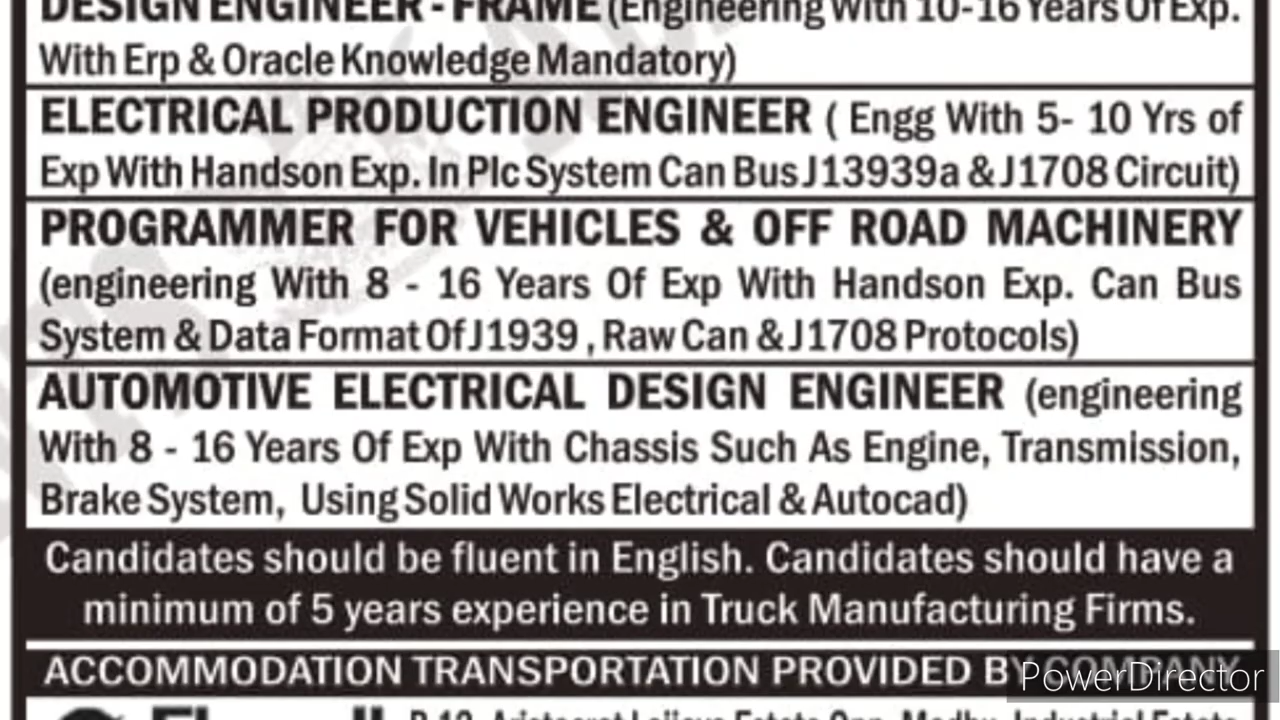 DESIGN ENGINEER - FRAME (Engineering With 10-16 Years Of Exp.
With Erp & Oracle Knowledge Mandatory)
ELECTRICAL PRODUCTION ENGINEER ( Engg With 5- 10 Yrs of
Exp With Handson Exp. In Plc System Can Bus J13939a & J1708 Circuit)
PROGRAMMER FOR VEHICLES & OFF ROAD MACHINERY
(engineering With 8 - 16 Years Of Exp With Handson Exp. Can Bus
System & Data Format Of J1939 , Raw Can & J1708 Protocols)
AUTOMOTIVE ELECTRICAL DESIGN ENGINEER (engineering
With 8 - 16 Years Of Exp With Chassis Such As Engine, Transmission,
Brake System, Using Solid Works Electrical & Autocad)
Candidates should be fluent in English. Candidates should have a
minimum of 5 years experience in Truck Manufacturing Firms.
ACCOMMODATION TRANSPORTATION PROVIDED BY COMPANY
PowerDirector